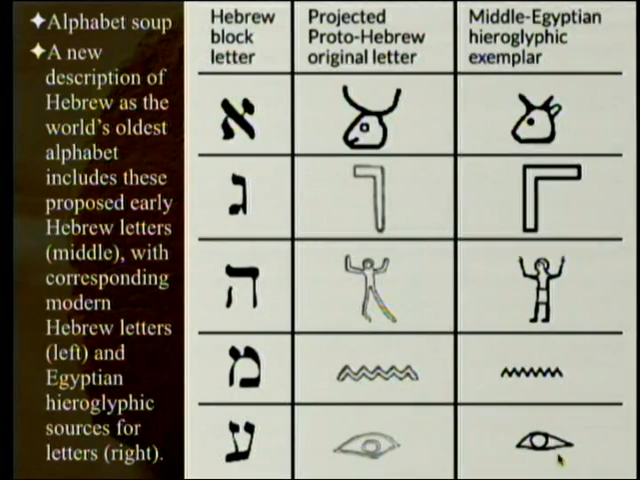 ✦Alphabet soup
✦A new
description of
Hebrew as the
world's oldest
alphabet
includes these
proposed early
Hebrew letters
(middle), with
corresponding
modern
Hebrew letters
(left) and
Egyptian
hieroglyphic
sources for
letters (right).
Hebrew
block
letter
Projected
Proto-Hebrew
original letter
Middle-Egyptian
hieroglyphic
exemplar
א
ג
ה
מ
ע